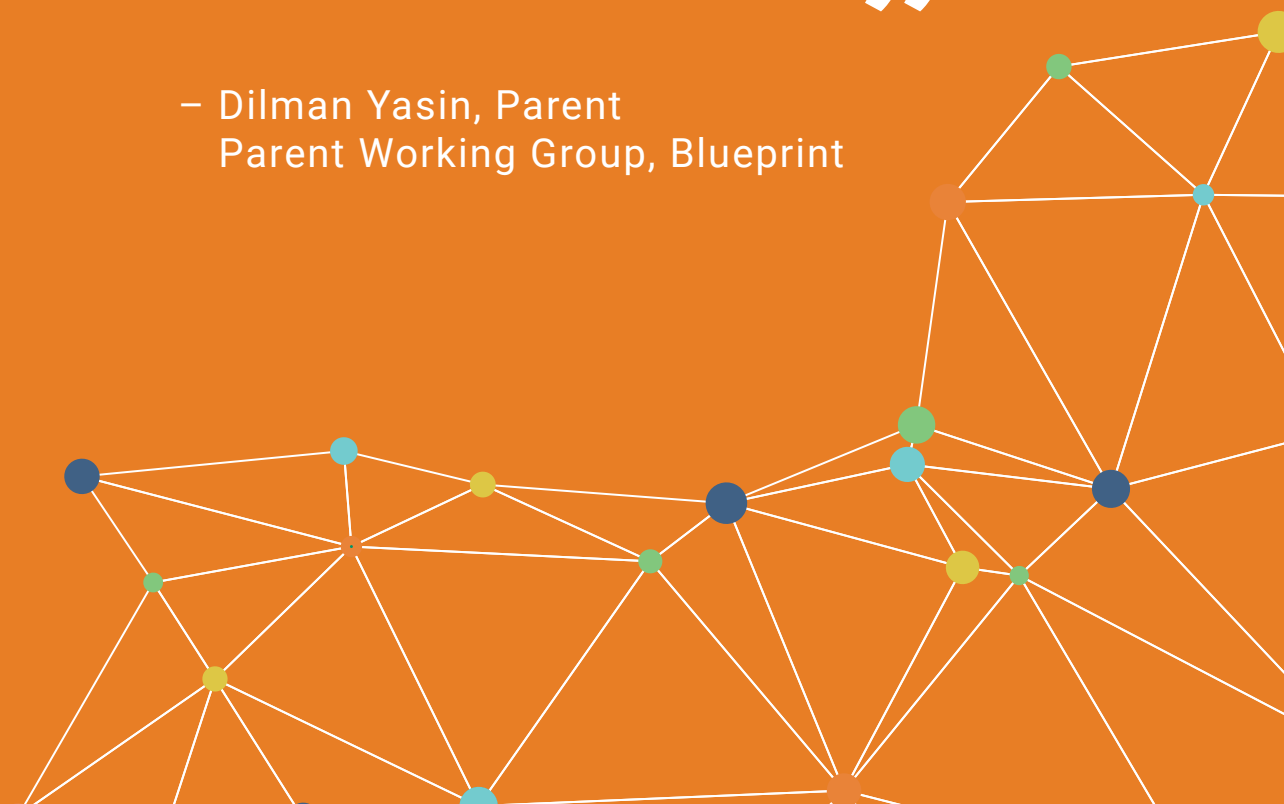 ”
– Dilman Yasin, Parent
Parent Working Group, Blueprint